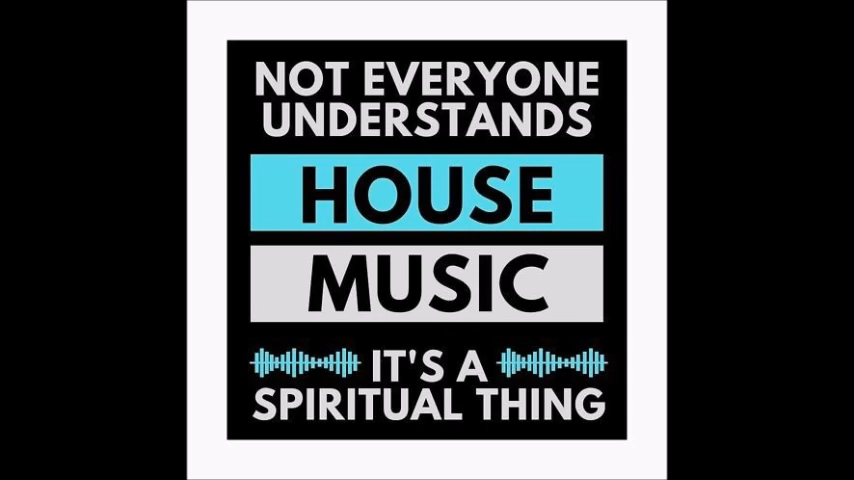 NOT EVERYONE
UNDERSTANDS
HOUSE
MUSIC
IT'S A
SPIRITUAL THING